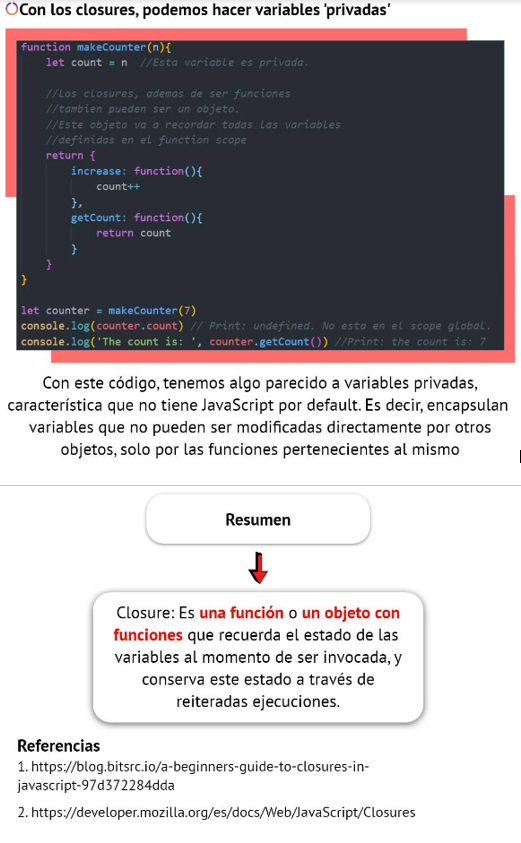 Con los closures, podemos hacer variables 'privadas'
function makeCounter(n){
let count = n //Esta variable es privada.
//Los closures, ademas de ser funciones
//tambien pueden ser un objeto.
//Este objeto va a recordar todas las variables
//definidas en el function scope
return {
increase: function(){
count++
},
getCount: function(){
return count
}
}
}
let counter = makeCounter(7)
console.log(counter.count) // Print: undefined. No esta en el scope global.
console.log('The count is: ', counter.getCount()) //Print: the count is: 7
Con este código, tenemos algo parecido a variables privadas,
característica que no tiene JavaScript por default. Es decir, encapsulan
variables que no pueden ser modificadas directamente por otros
objetos, solo por las funciones pertenecientes al mismo
Resumen
Closure: Es una función o un objeto con
funciones que recuerda el estado de las
variables al momento de ser invocada, y
conserva este estado a través de
reiteradas ejecuciones.
Referencias
1. https://blog.bitsrc.io/a-beginners-guide-to-closures-in-
javascript-97d372284dda
2. https://developer.mozilla.org/es/docs/Web/JavaScript/Closures